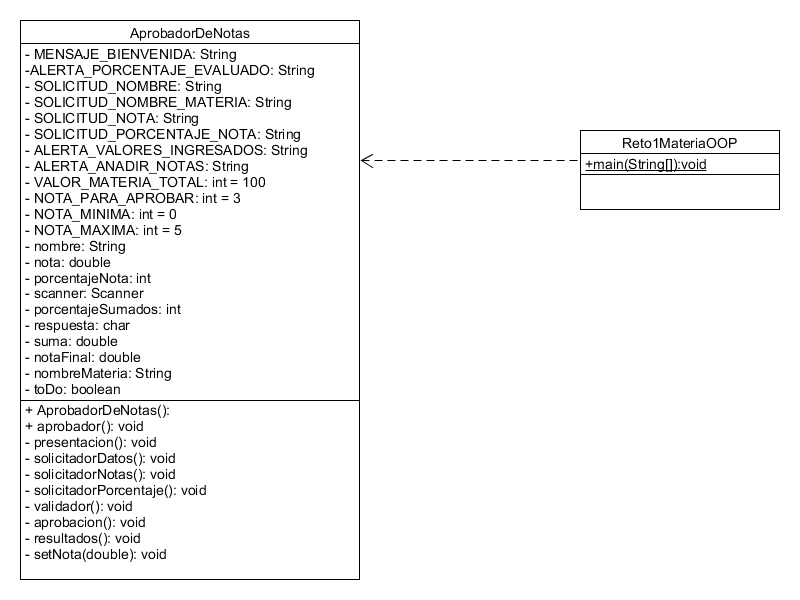 AprobadorDeNotas
- MENSAJE_BIENVENIDA: String
-ALERTA_PORCENTAJE_EVALUADO: String
- SOLICITUD_NOMBRE: String
- SOLICITUD_NOMBRE_MATERIA: String
- SOLICITUD_NOTA: String
- SOLICITUD_PORCENTAJE_NOTA: String
- ALERTA_VALORES_INGRESADOS: String
- ALERTA_ANADIR_NOTAS: String
- VALOR_MATERIA_TOTAL: int = 100
- NOTA_PARA_APROBAR: int = 3
- NOTA_MINIMA: int = 0
- NOTA_MAXIMA: int = 5
- nombre: String
- nota: double
- porcentajeNota: int
- scanner: Scanner
- porcentajeSumados: int
- respuesta: char
- suma: double
- notaFinal: double
- nombreMateria: String
- toDo: boolean
+ AprobadorDeNotas():
+ aprobador(): void
- presentacion(): void
- solicitadorDatos(): void
- solicitadorNotas(): void
- solicitadorPorcentaje(): void
- validador(): void
- aprobacion(): void
- resultados(): void
- setNota(double): void
Reto1MateriaOOP
+main(String[]):void